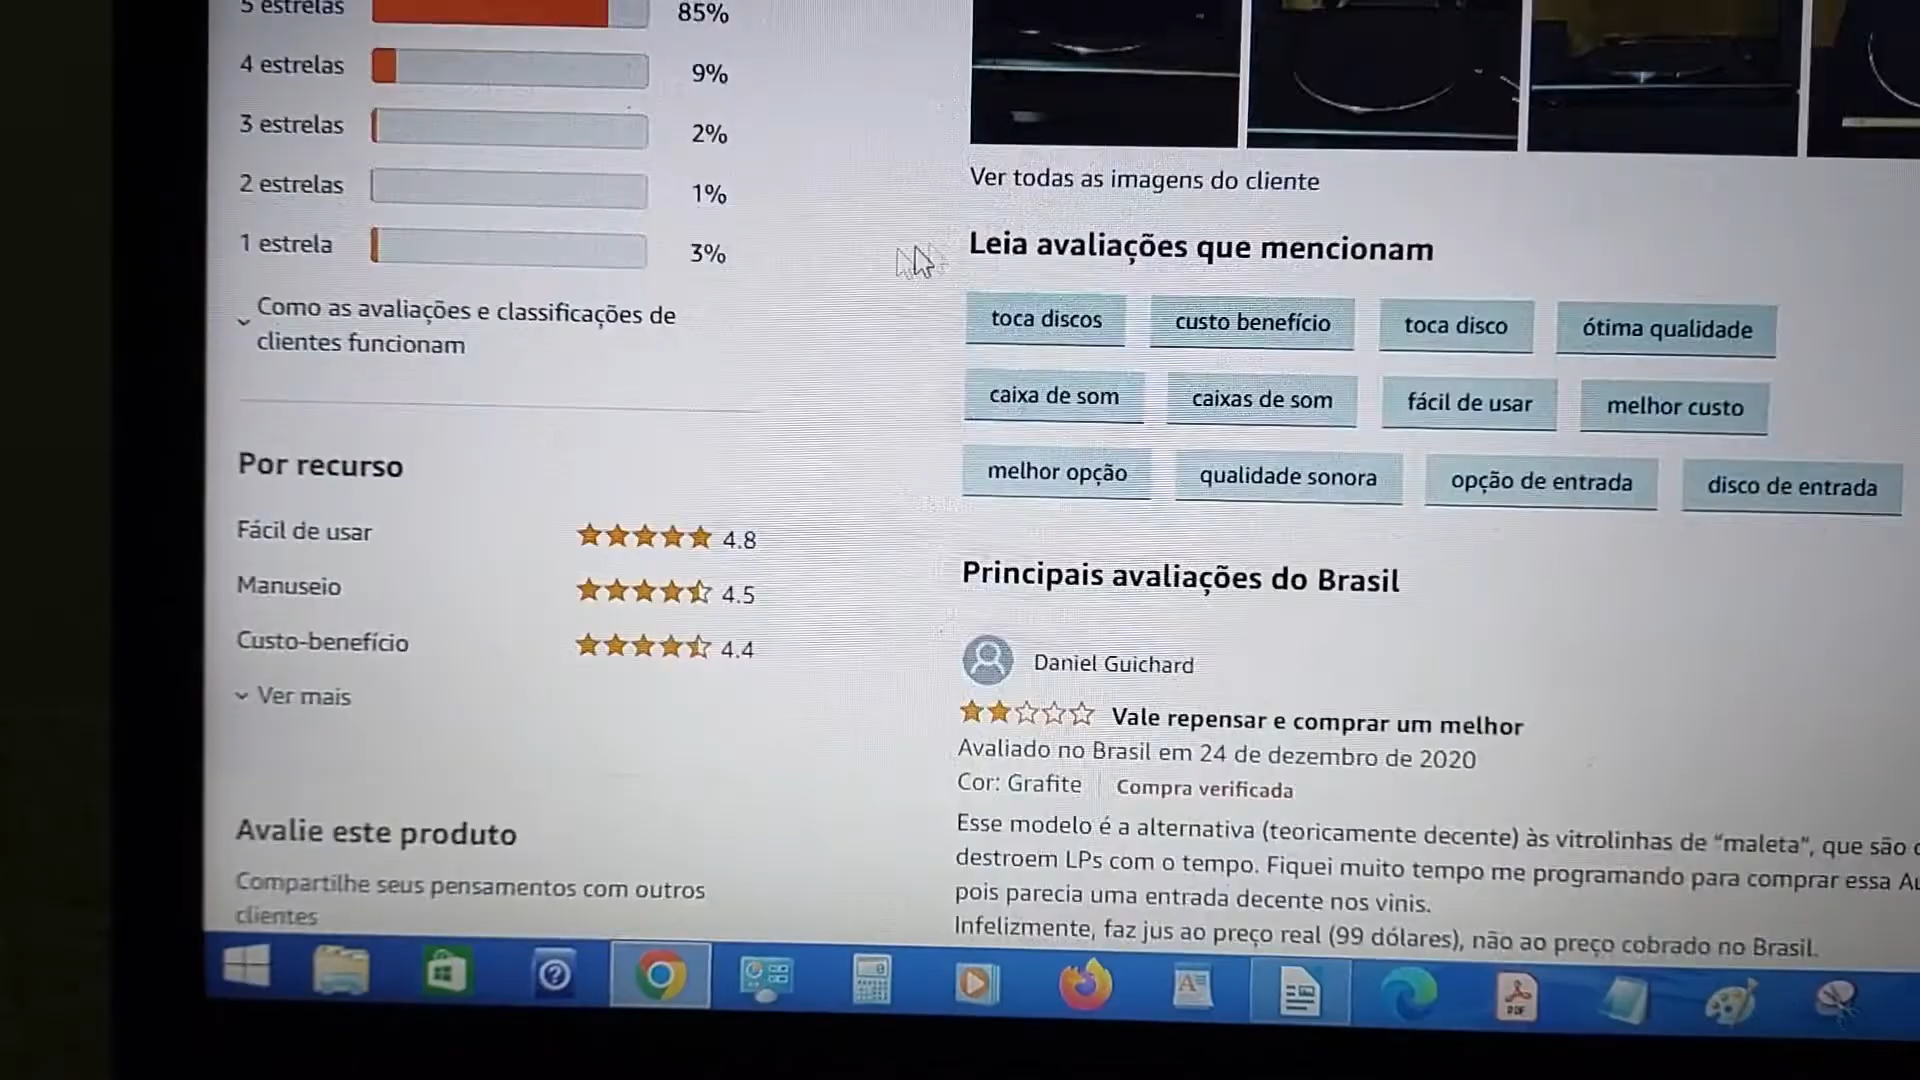 5 estrelas 85%
4 estrelas 9%
3 estrelas 2%
2 estrelas 1%
1 estrela 3%
Como as avaliações e classificações de
clientes funcionam
Por recurso
Fácil de usar 4.8
Manuseio 4.5
Custo-benefício 4.4
Ver mais
Avalie este produto
Compartilhe seus pensamentos com outros
clientes
Ver todas as imagens do cliente
Leia avaliações que mencionam
toca discos custo benefício toca disco ótima qualidade
caixa de som caixas de som fácil de usar melhor custo
melhor opção qualidade sonora opção de entrada disco de entrada
Principais avaliações do Brasil
Daniel Guichard
Vale repensar e comprar um melhor
Avaliado no Brasil em 24 de dezembro de 2020
Cor: Grafite Compra verificada
Esse modelo é a alternativa (teoricamente decente) às vitrolinhas de “maleta”, que são
destroem LPs com o tempo. Fiquei muito tempo me programando para comprar essa
pois parecia uma entrada decente nos vinis.
Infelizmente, faz jus ao preço real (99 dólares), não ao preço cobrado no Brasil.
PDF